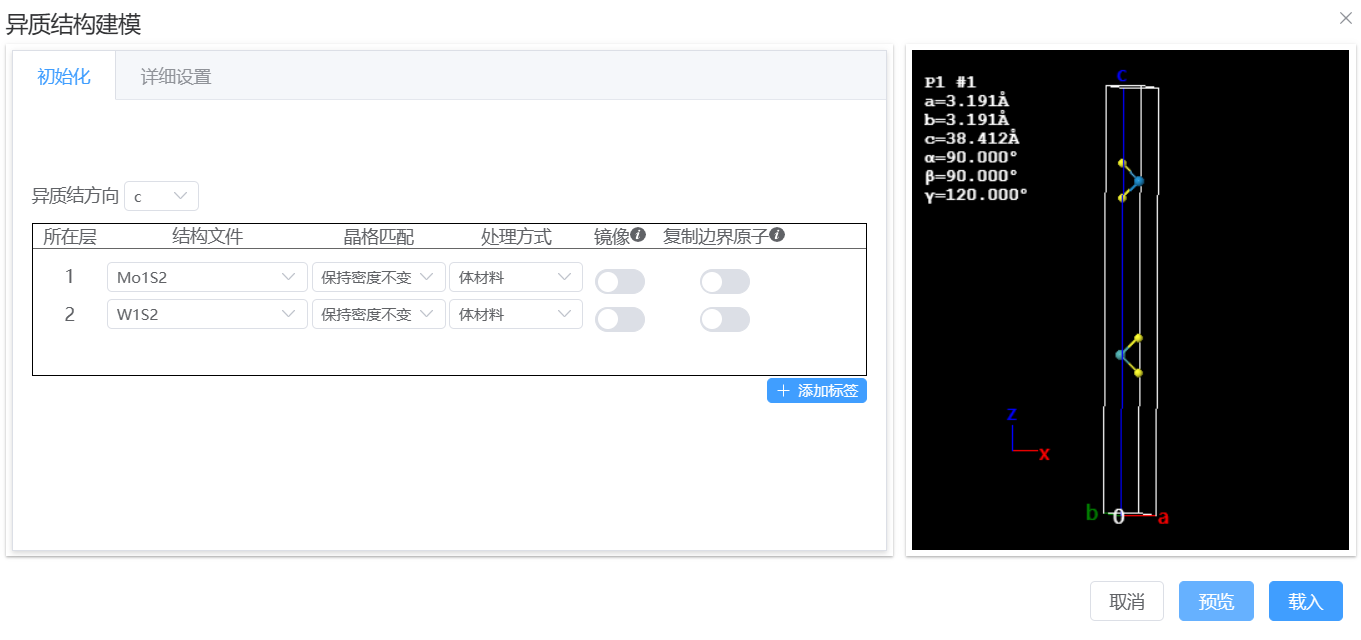 异质结构建模
初始化 详细设置
异质结方向 c
所在层 结构文件 晶格匹配 处理方式 镜像 复制边界原子
1 Mo1S2 保持密度不变 体材料
2 W1S2 保持密度不变 体材料
+ 添加标签
P1 #1
a=3.191Å
b=3.191Å
c=38.412Å
α=90.000°
β=90.000°
γ=120.000°
c
z
x
b 0 a
取消 预览 载入